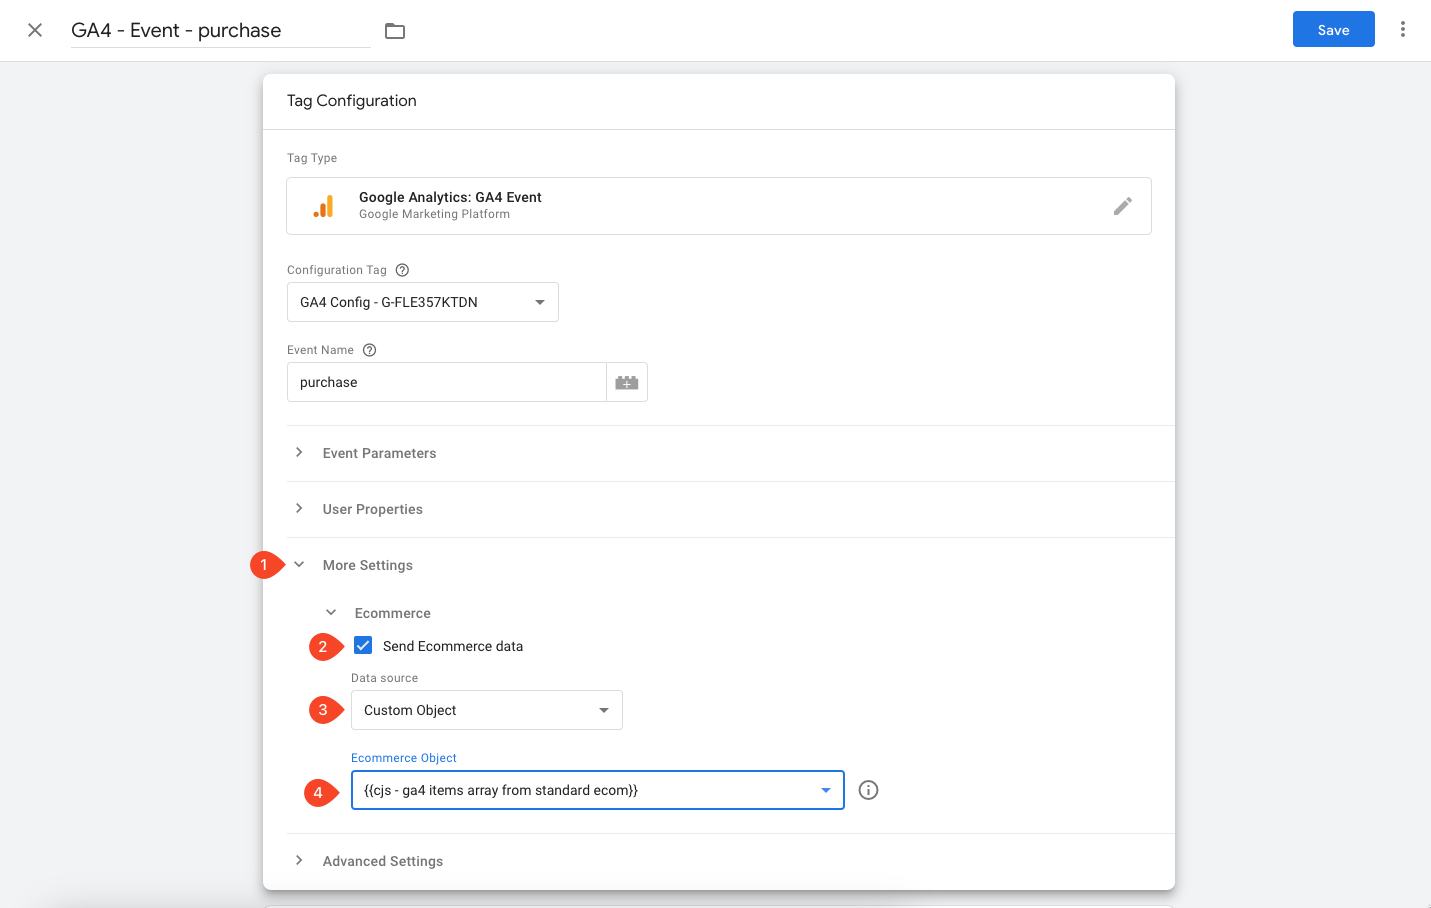 GA4 - Event - purchase
Save
Tag Configuration
Tag Type
Google Analytics: GA4 Event
Google Marketing Platform
Configuration Tag
GA4 Config - G-FLE357KTDN
Event Name
purchase
Event Parameters
User Properties
1 More Settings
Ecommerce
2 Send Ecommerce data
Data source
3 Custom Object
Ecommerce Object
4 {{cjs - ga4 items array from standard ecom}}
Advanced Settings